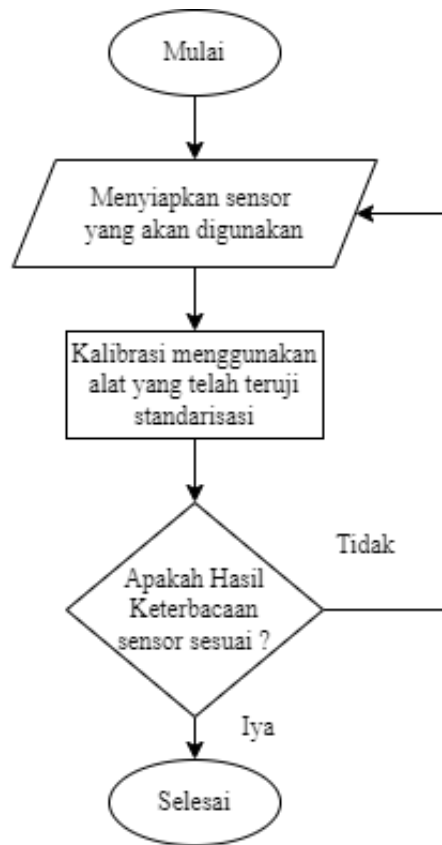 Mulai
Menyiapkan sensor
yang akan digunakan
Kalibrasi menggunakan
alat yang telah teruji
standarisasi
Tidak
Apakah Hasil
Keterbacaan
sensor sesuai ?
Iya
Selesai